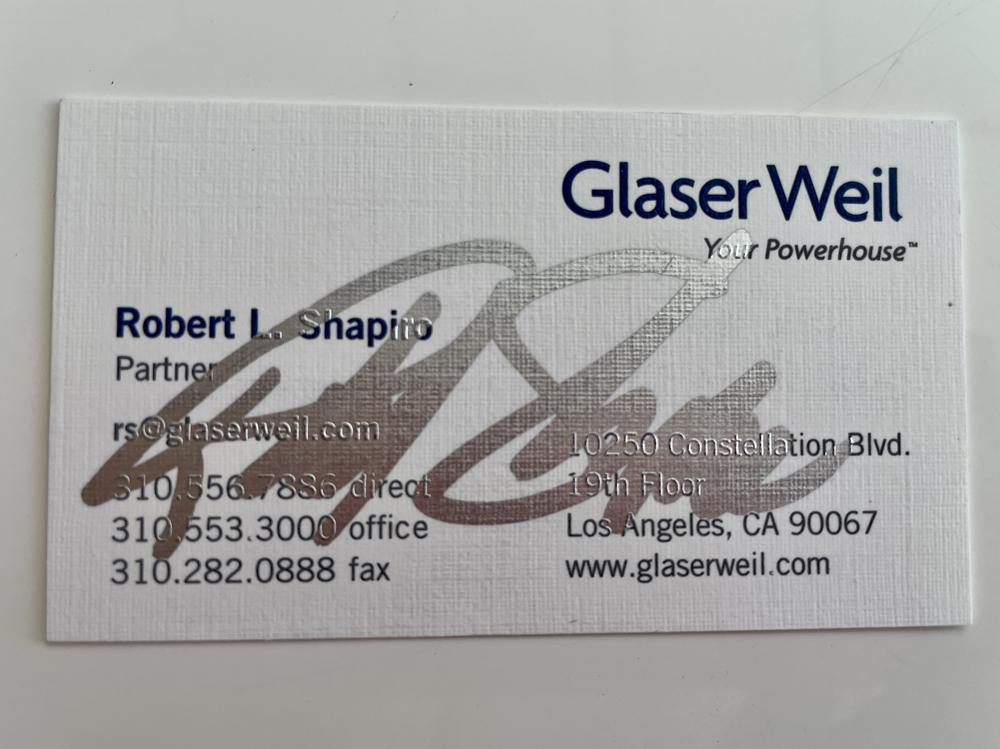 Glaser Weil
Your Powerhouse™
Robert L. Shapiro
Partner
rs@glaserweil.com
310.556.7886 direct
310.553.3000 office
310.282.0888 fax
10250 Constellation Blvd.
19th Floor
Los Angeles, CA 90067
www.glaserweil.com